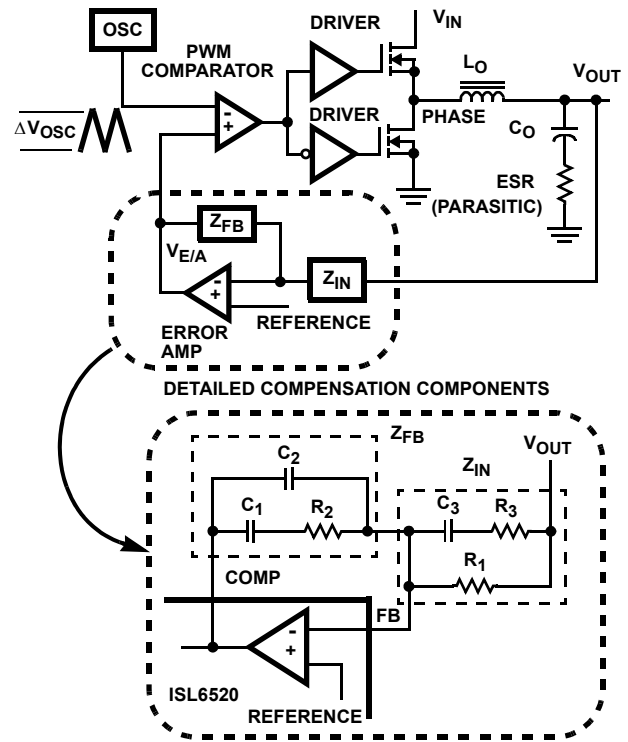 OSC
PWM
COMPARATOR
DRIVER
V_IN
ΔV_OSC
-
+
DRIVER
PHASE
L_O
V_OUT
C_O
ESR
(PARASITIC)
Z_FB
V_E/A
-
+
Z_IN
REFERENCE
ERROR
AMP
DETAILED COMPENSATION COMPONENTS
Z_FB
C_2
C_1
R_2
Z_IN
V_OUT
C_3
R_3
R_1
COMP
FB
-
+
ISL6520
REFERENCE